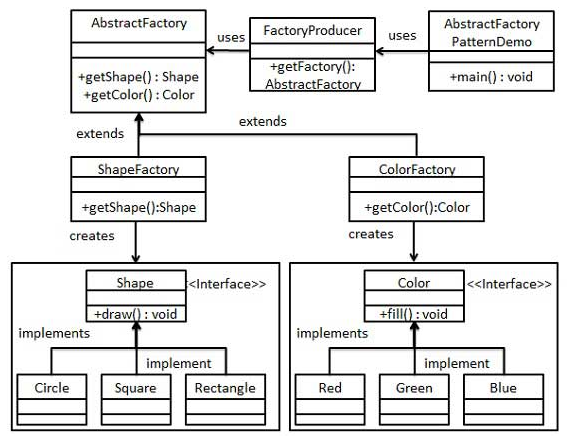 AbstractFactory
+getShape() : Shape
+getColor() : Color
uses
FactoryProducer
+getFactory():
AbstractFactory
uses
AbstractFactory
PatternDemo
+main() : void
extends
extends
ShapeFactory
+getShape():Shape
ColorFactory
+getColor():Color
creates
creates
Shape
<<Interface>>
+draw() : void
Color
<<Interface>>
+fill() : void
implements
implement
implements
implement
Circle
Square
Rectangle
Red
Green
Blue